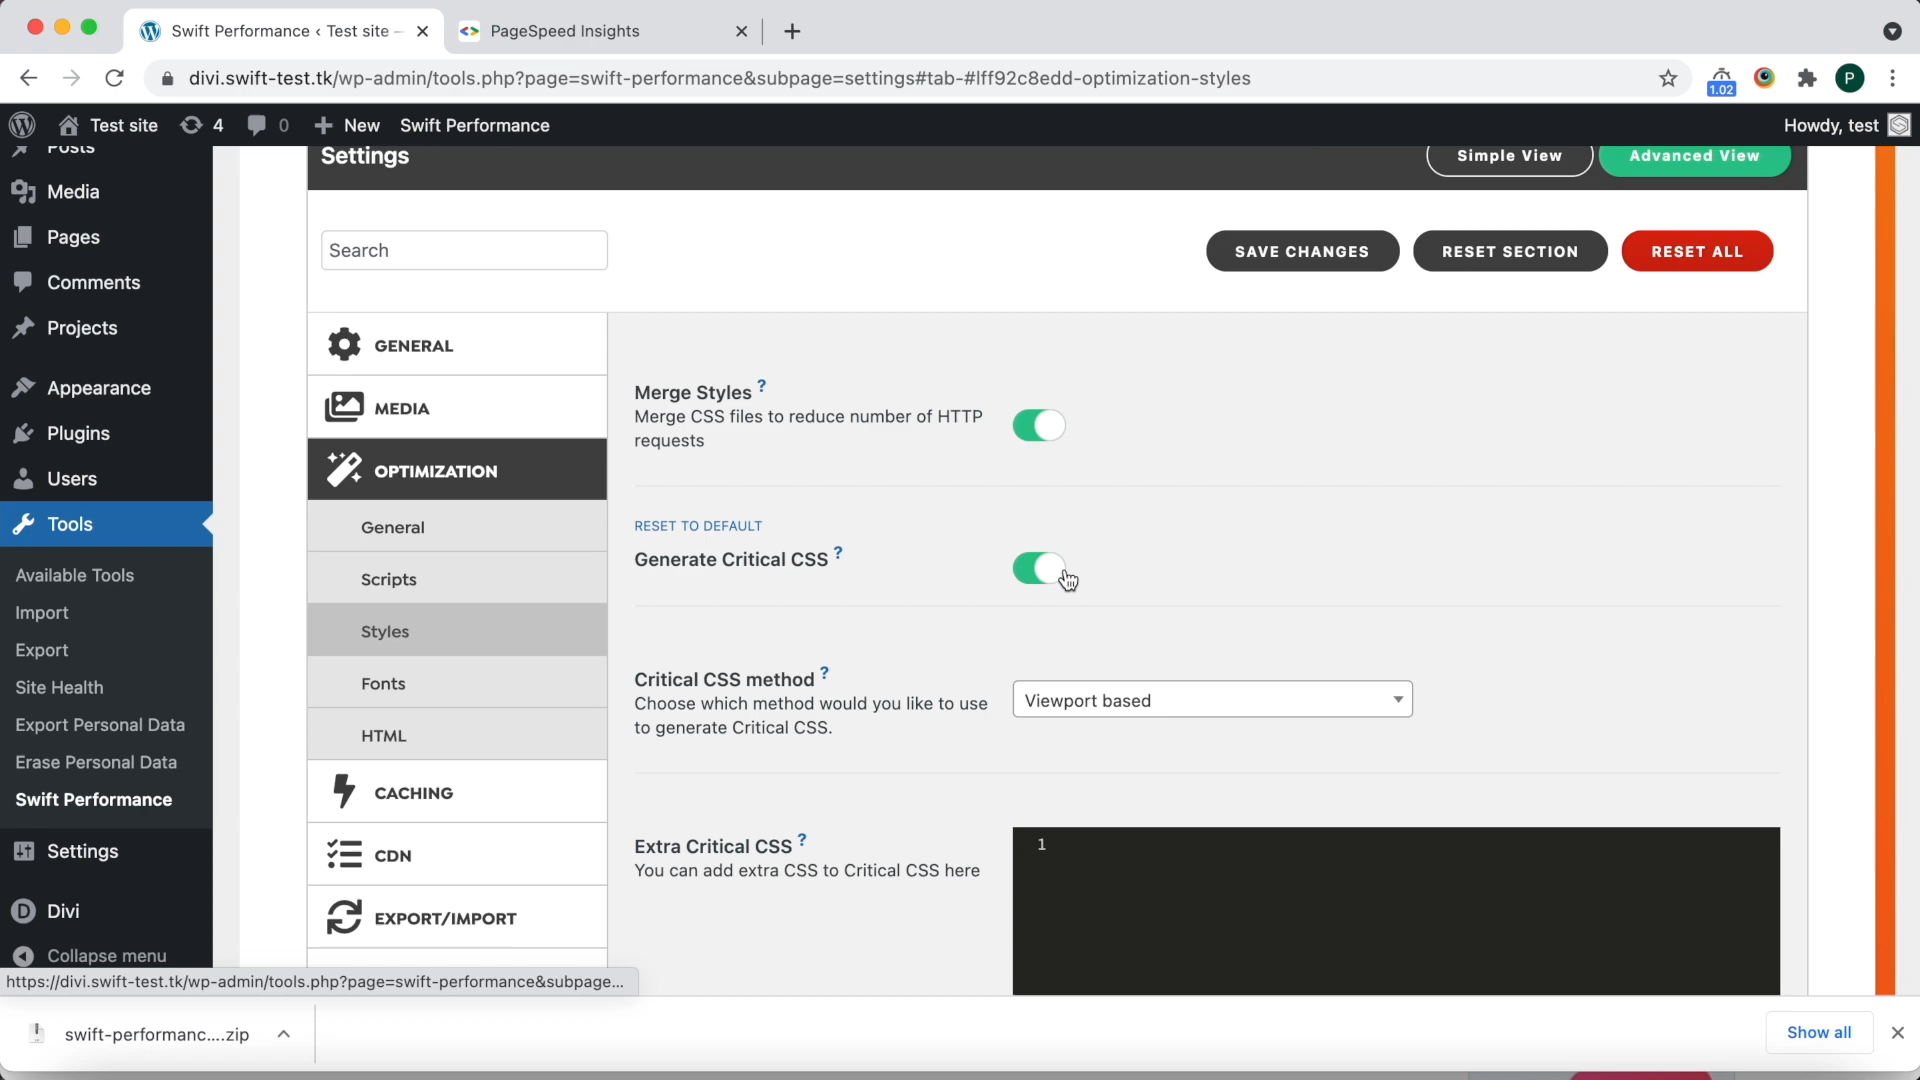 Swift Performance ‹ Test site —
PageSpeed Insights
divi.swift-test.tk/wp-admin/tools.php?page=swift-performance&subpage=settings#tab-#lff92c8edd-optimization-styles
1.02
P
Test site
4
0
New
Swift Performance
Howdy, test
Posts
Media
Pages
Comments
Projects
Appearance
Plugins
Users
Tools
Available Tools
Import
Export
Site Health
Export Personal Data
Erase Personal Data
Swift Performance
Settings
Divi
Collapse menu
Settings
Simple View
Advanced View
Search
SAVE CHANGES
RESET SECTION
RESET ALL
GENERAL
MEDIA
OPTIMIZATION
General
Scripts
Styles
Fonts
HTML
CACHING
CDN
EXPORT/IMPORT
Merge Styles ?
Merge CSS files to reduce number of HTTP
requests
RESET TO DEFAULT
Generate Critical CSS ?
Critical CSS method ?
Choose which method would you like to use
to generate Critical CSS.
Viewport based
Extra Critical CSS ?
You can add extra CSS to Critical CSS here
1
https://divi.swift-test.tk/wp-admin/tools.php?page=swift-performance&subpage...
swift-performanc....zip
Show all